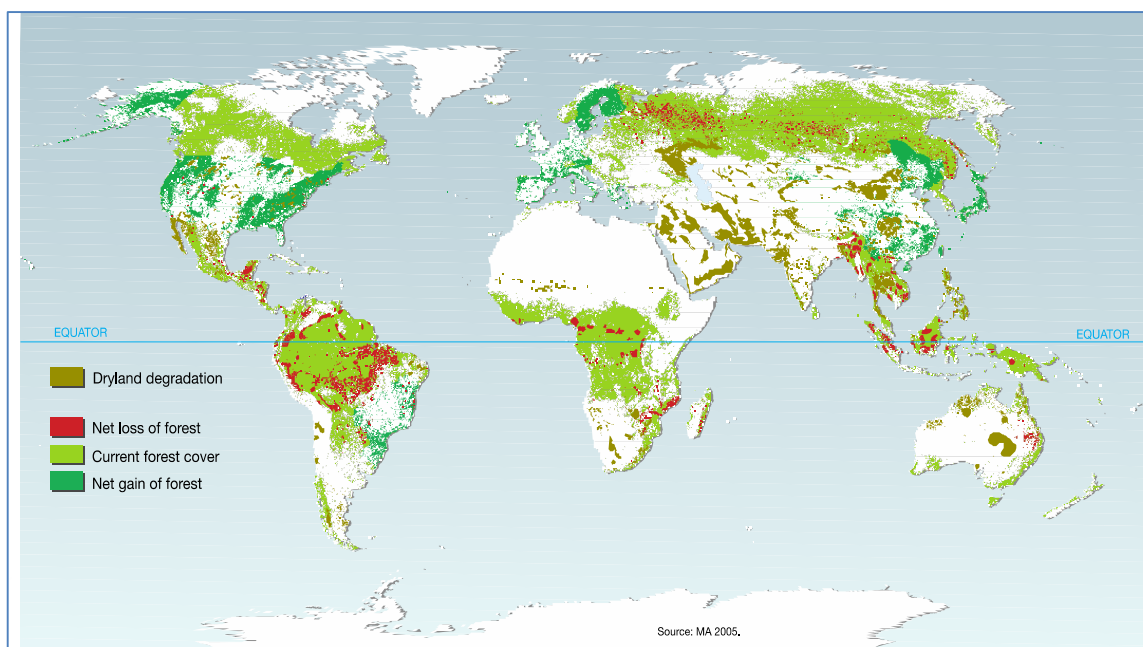 EQUATOR
EQUATOR
Dryland degradation
Net loss of forest
Current forest cover
Net gain of forest
Source: MA 2005.